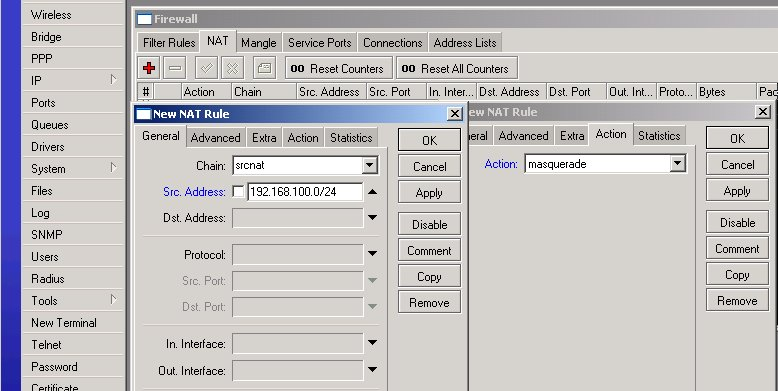 Wireless
Bridge
PPP
IP
Ports
Queues
Drivers
System
Files
Log
SNMP
Users
Radius
Tools
New Terminal
Telnet
Password
Certificate
Firewall
Filter Rules NAT Mangle Service Ports Connections Address Lists
00 Reset Counters 00 Reset All Counters
# Action Chain Src. Address Src. Port In. Inter... Dst. Address Dst. Port Out. Int... Proto... Bytes Pac
New NAT Rule
General Advanced Extra Action Statistics
Chain: srcnat
Src. Address: 192.168.100.0/24
Dst. Address:
Protocol:
Src. Port:
Dst. Port:
In. Interface:
Out. Interface:
OK
Cancel
Apply
Disable
Comment
Copy
Remove
ew NAT Rule
eral Advanced Extra Action Statistics
Action: masquerade
OK
Cancel
Apply
Disable
Comment
Copy
Remove